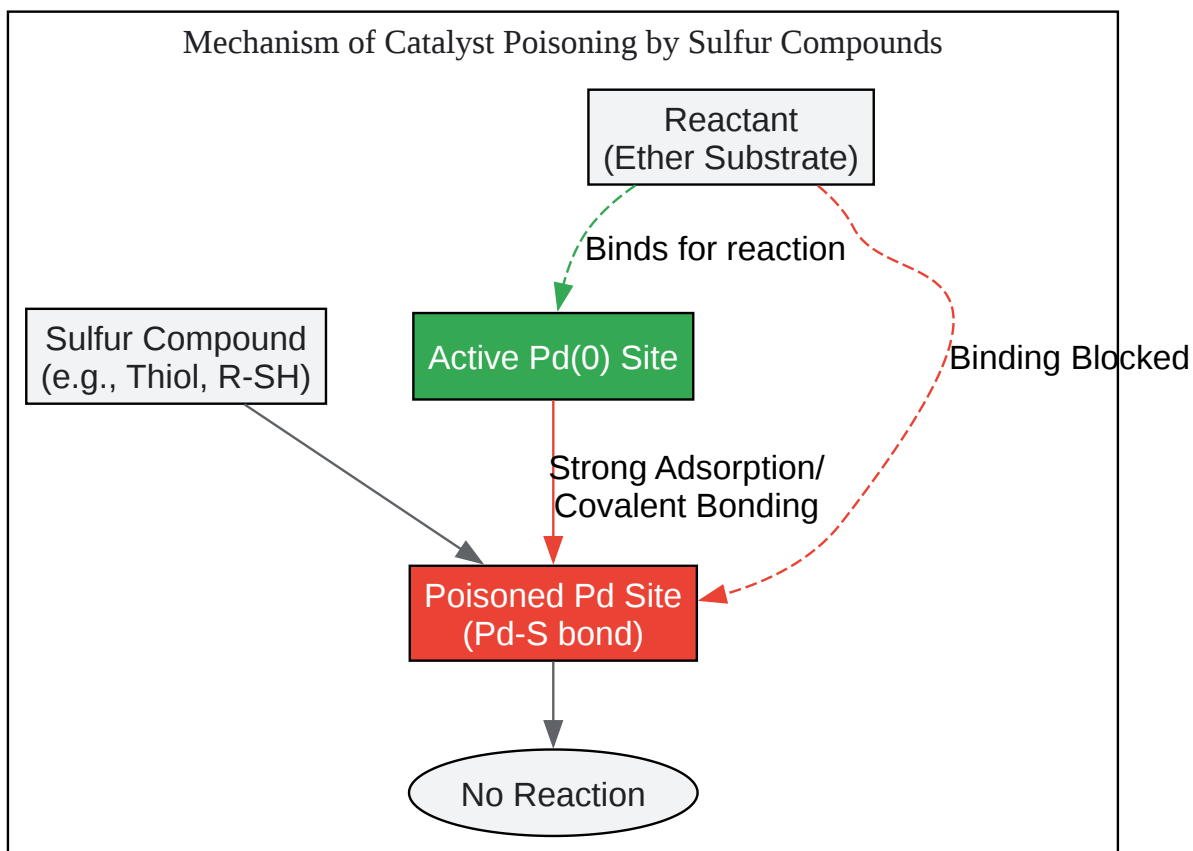 Mechanism of Catalyst Poisoning by Sulfur Compounds
Reactant
(Ether Substrate)
Binds for reaction
Sulfur Compound
(e.g., Thiol, R-SH)
Active Pd(0) Site
Binding Blocked
Strong Adsorption/
Covalent Bonding
Poisoned Pd Site
(Pd-S bond)
No Reaction